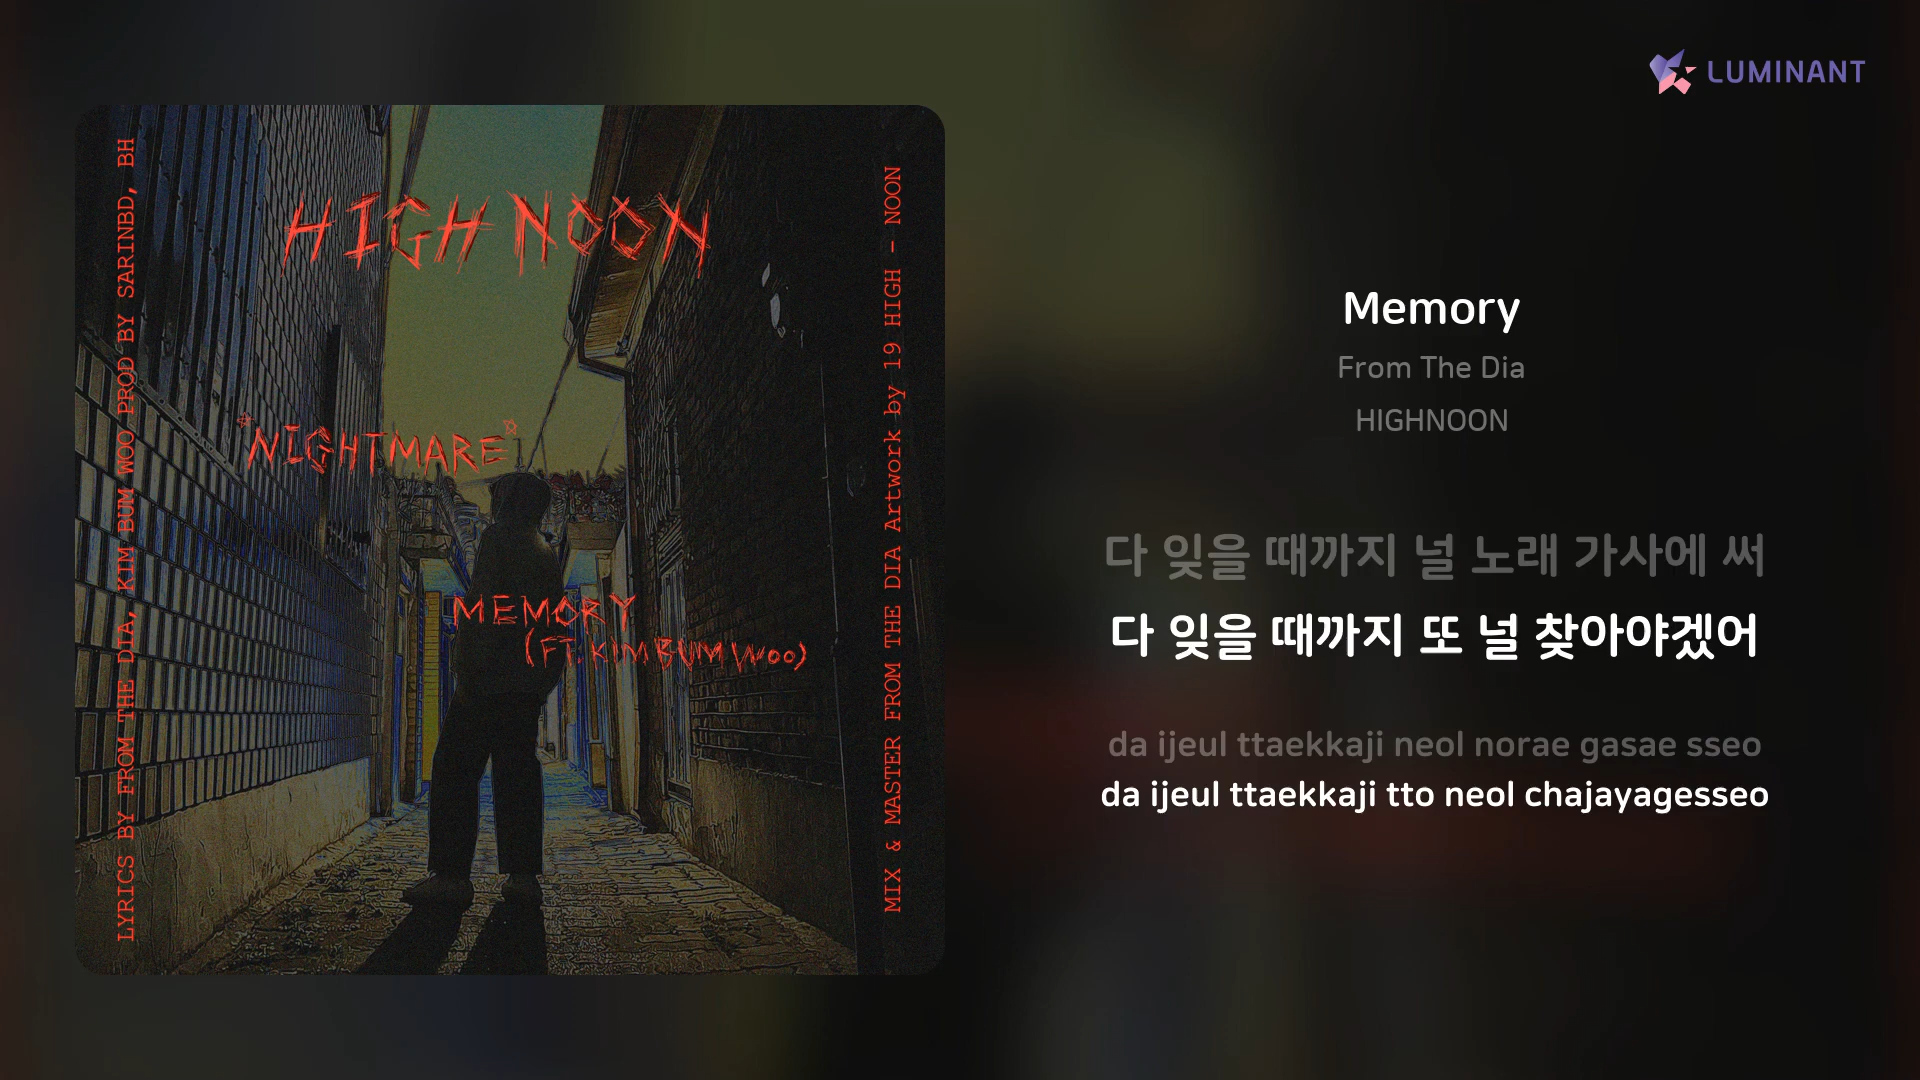 LUMINANT
LYRICS BY FROM THE DIA, KIM BUM WOO PROD BY SARINBD, BH
HIGH NOON
"NIGHTMARE"
MEMORY
(FT. KIM BUM WOO)
MIX & MASTER FROM THE DIA Artwork by 19 HIGH - NOON
Memory
From The Dia
HIGHNOON
다 잊을 때까지 널 노래 가사에 써
다 잊을 때까지 또 널 찾아야겠어
da ijeul ttaekkaji neol norae gasae sseo
da ijeul ttaekkaji tto neol chajayagesseo